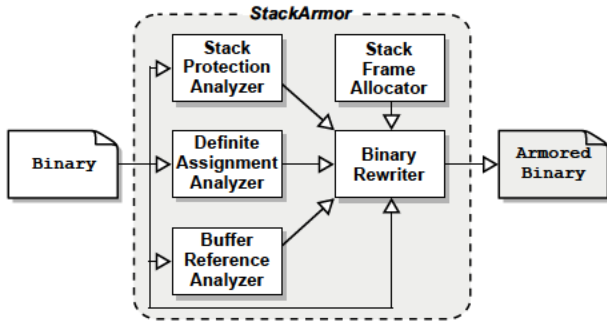 StackArmor
Stack
Protection
Analyzer
Stack
Frame
Allocator
Binary
Definite
Assignment
Analyzer
Binary
Rewriter
Armored
Binary
Buffer
Reference
Analyzer